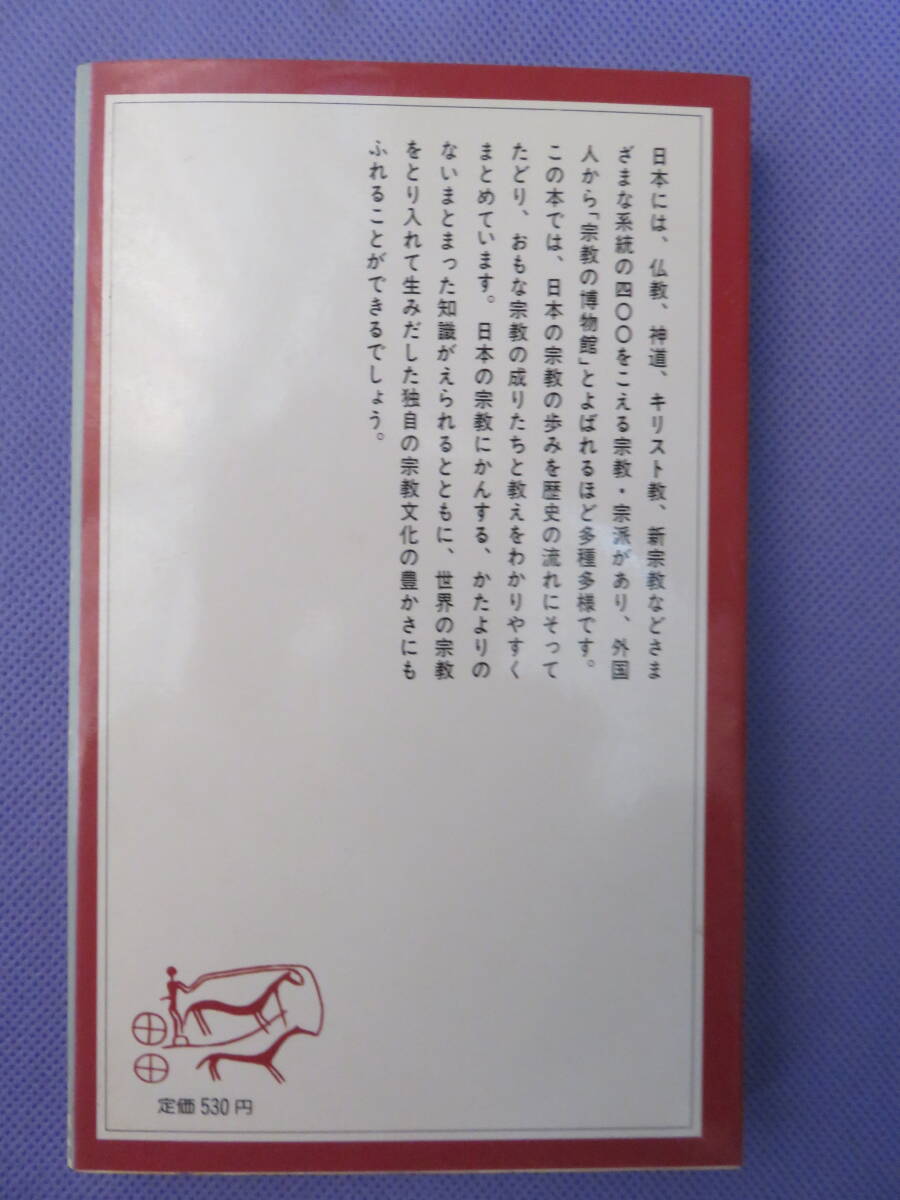 日本には、仏教、神道、キリスト教、新宗教などさま
ざまな系統の四〇〇をこえる宗教・宗派があり、外国
人から「宗教の博物館」とよばれるほど多種多様です。
この本では、日本の宗教の歩みを歴史の流れにそって
たどり、おもな宗教の成りたちと教えをわかりやすく
まとめています。日本の宗教にかんする、かたよりの
ないまとまった知識がえられるとともに、世界の宗教
をとり入れて生みだした独自の宗教文化の豊かさにも
ふれることができるでしょう。
定価530円